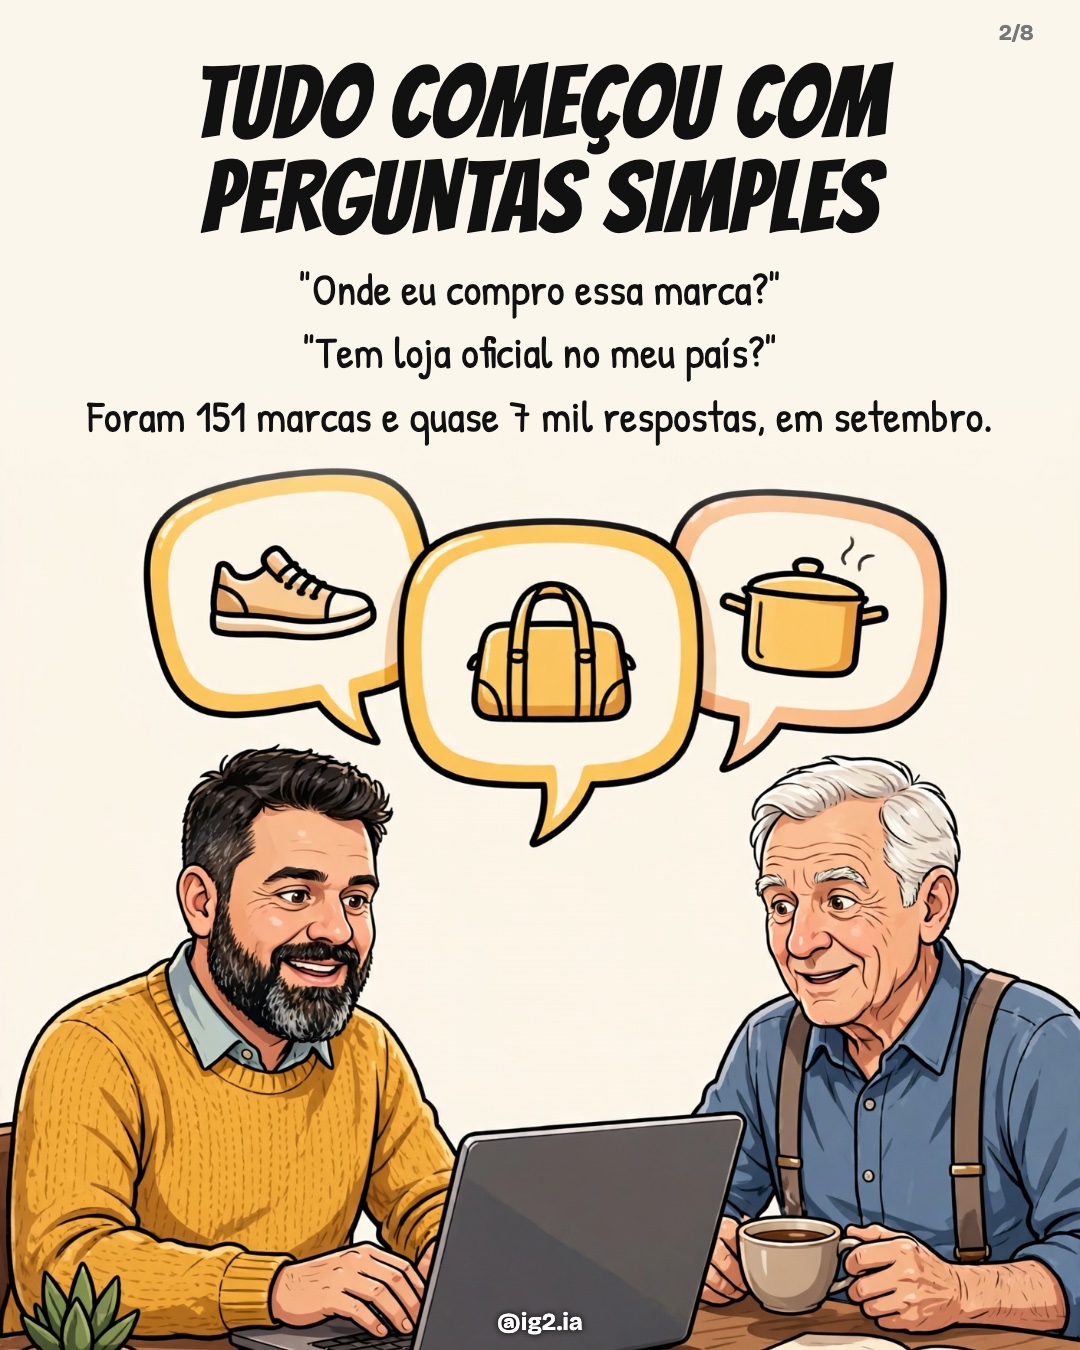 2/8
TUDO COMEÇOU COM
PERGUNTAS SIMPLES
"Onde eu compro essa marca?"
"Tem loja oficial no meu país?"
Foram 151 marcas e quase 7 mil respostas, em setembro.
@ig2.ia